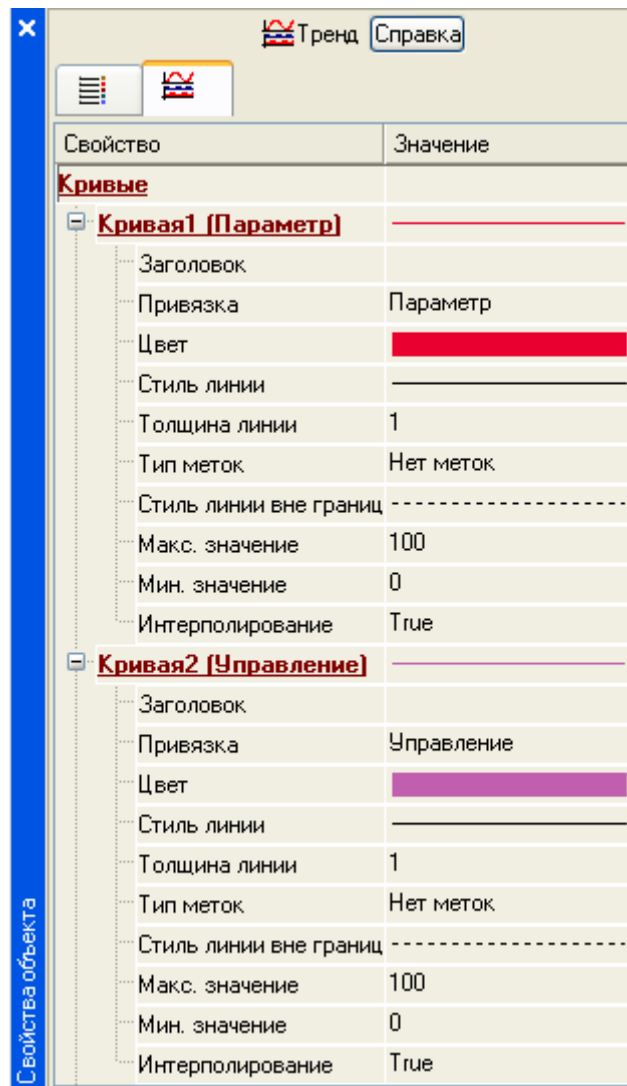 Тренд Справка
Свойство Значение
Кривые
Кривая1 (Параметр)
Заголовок
Привязка Параметр
Цвет
Стиль линии
Толщина линии 1
Тип меток Нет меток
Стиль линии вне границ
Макс. значение 100
Мин. значение 0
Интерполирование True
Кривая2 (Управление)
Заголовок
Привязка Управление
Цвет
Стиль линии
Толщина линии 1
Тип меток Нет меток
Стиль линии вне границ
Макс. значение 100
Мин. значение 0
Интерполирование True
Свойства объекта